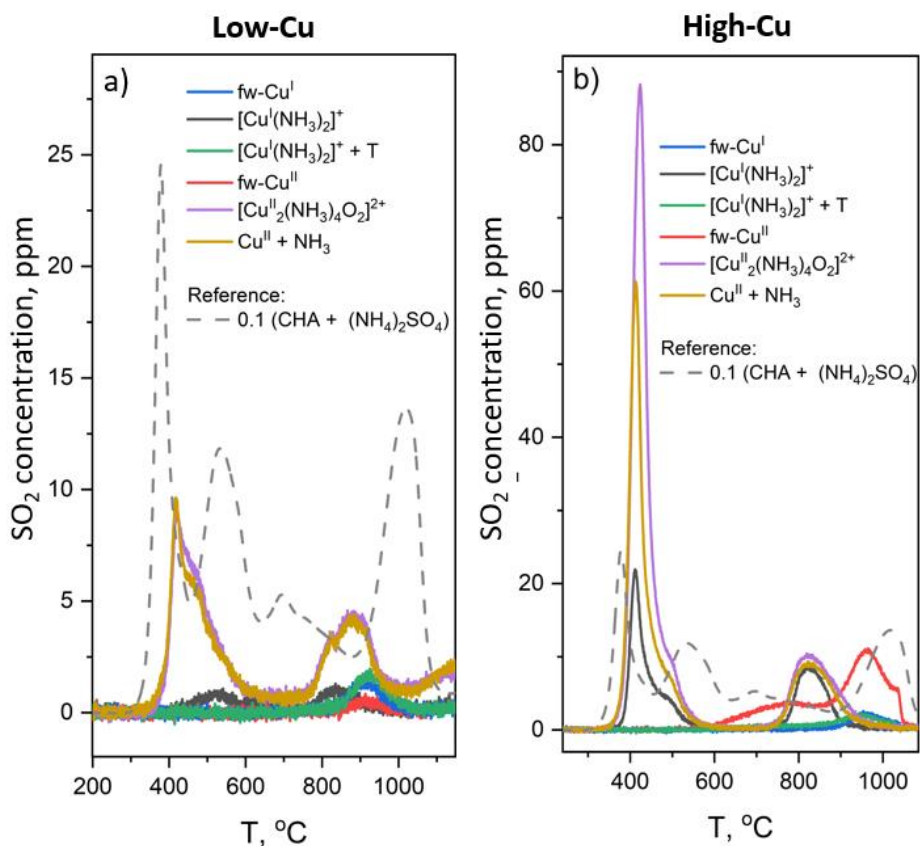 Low-Cu
High-Cu
a)
fw-Cuᴵ
[Cuᴵ(NH₃)₂]⁺
[Cuᴵ(NH₃)₂]⁺ + T
fw-Cuᴵᴵ
[Cuᴵᴵ₂(NH₃)₄O₂]²⁺
Cuᴵᴵ + NH₃
Reference:
0.1 (CHA + (NH₄)₂SO₄)
SO₂ concentration, ppm
25
20
15
10
5
0
200
400
600
800
1000
T, °C
b)
fw-Cuᴵ
[Cuᴵ(NH₃)₂]⁺
[Cuᴵ(NH₃)₂]⁺ + T
fw-Cuᴵᴵ
[Cuᴵᴵ₂(NH₃)₄O₂]²⁺
Cuᴵᴵ + NH₃
Reference:
0.1 (CHA + (NH₄)₂SO₄)
SO₂ concentration, ppm
80
60
40
20
0
400
600
800
1000
T, °C